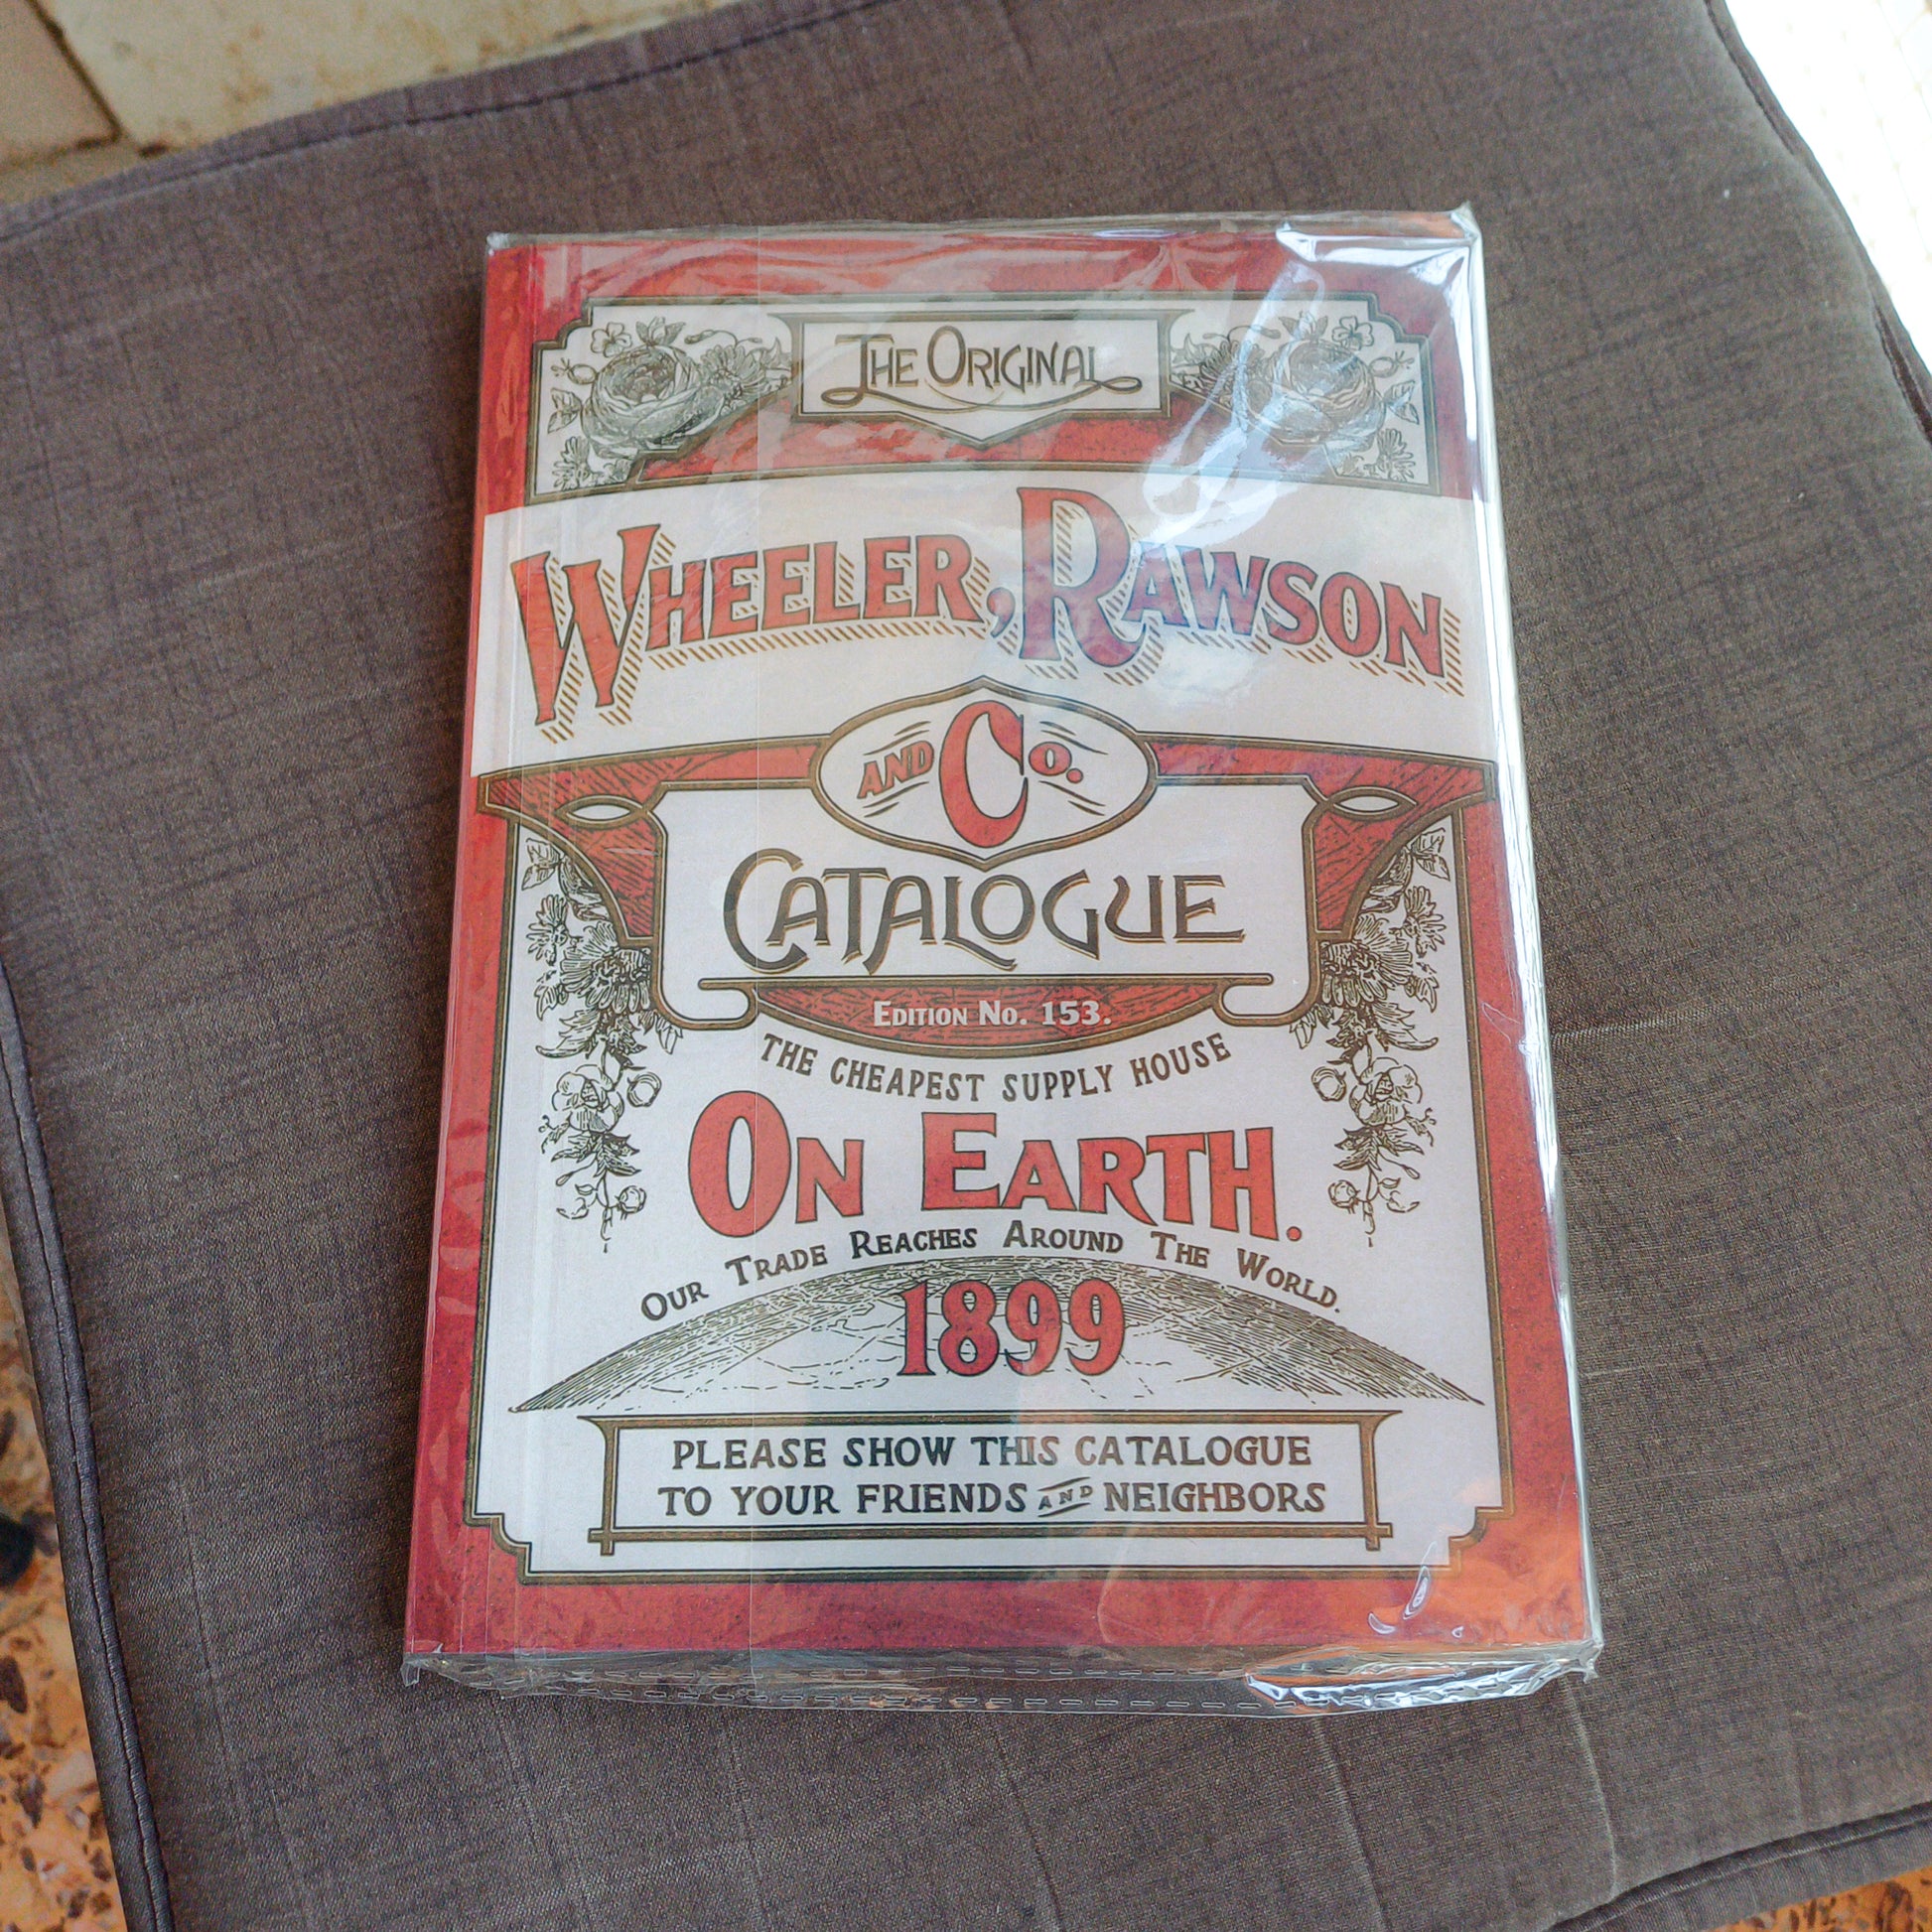 The Original
Wheeler, Rawson
and Co.
Catalogue
Edition No. 153.
THE CHEAPEST SUPPLY HOUSE
On Earth.
Our Trade Reaches Around The World.
1899
PLEASE SHOW THIS CATALOGUE
TO YOUR FRIENDS AND NEIGHBORS